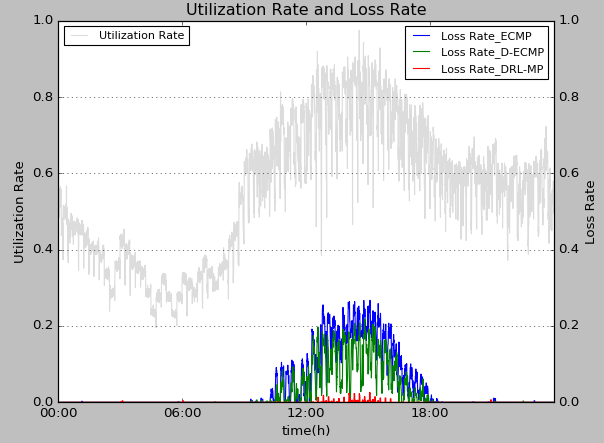 Utilization Rate and Loss Rate
1.0
0.8
0.6
0.4
0.2
0.0
Utilization Rate
Utilization Rate
Loss Rate_ECMP
Loss Rate_D-ECMP
Loss Rate_DRL-MP
1.0
0.8
0.6
0.4
0.2
0.0
Loss Rate
00:00
06:00
12:00
18:00
time(h)